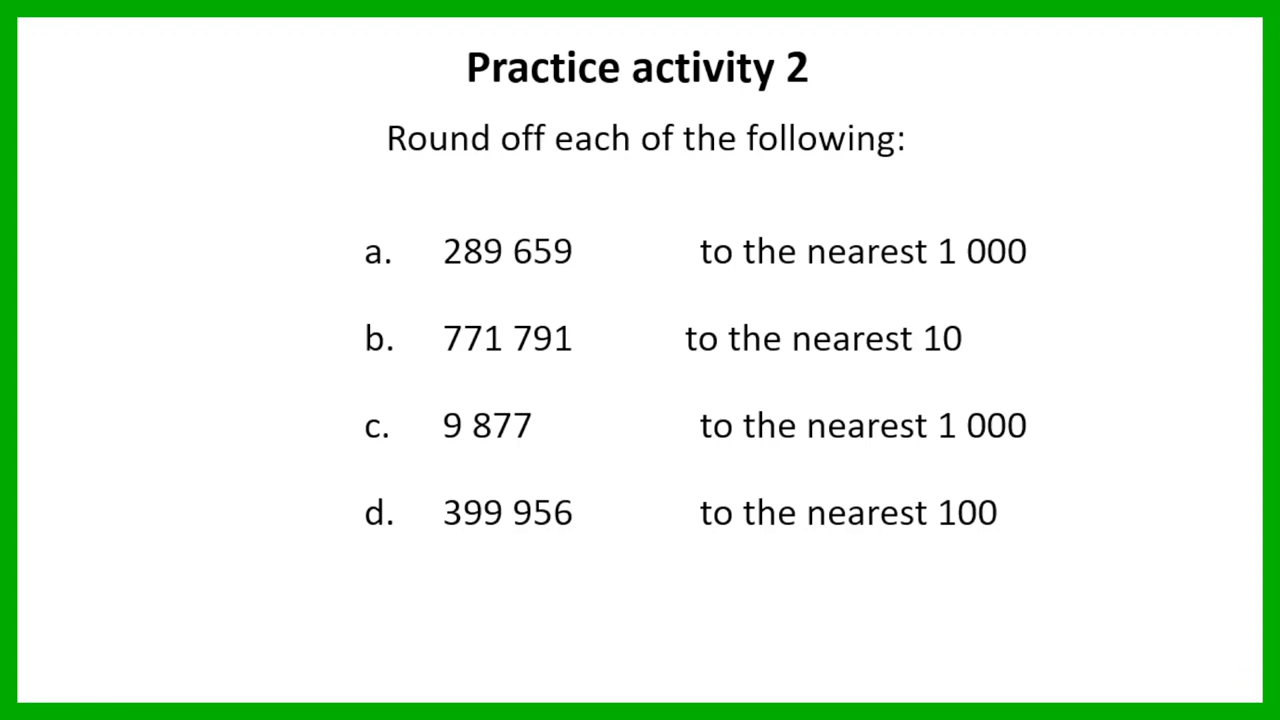 Practice activity 2
Round off each of the following:
a. 289 659 to the nearest 1 000
b. 771 791 to the nearest 10
c. 9 877 to the nearest 1 000
d. 399 956 to the nearest 100